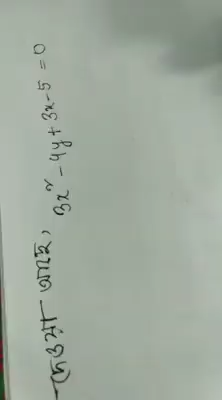 দেওয়া আছে, 3x² - 4y + 3x - 5 = 0